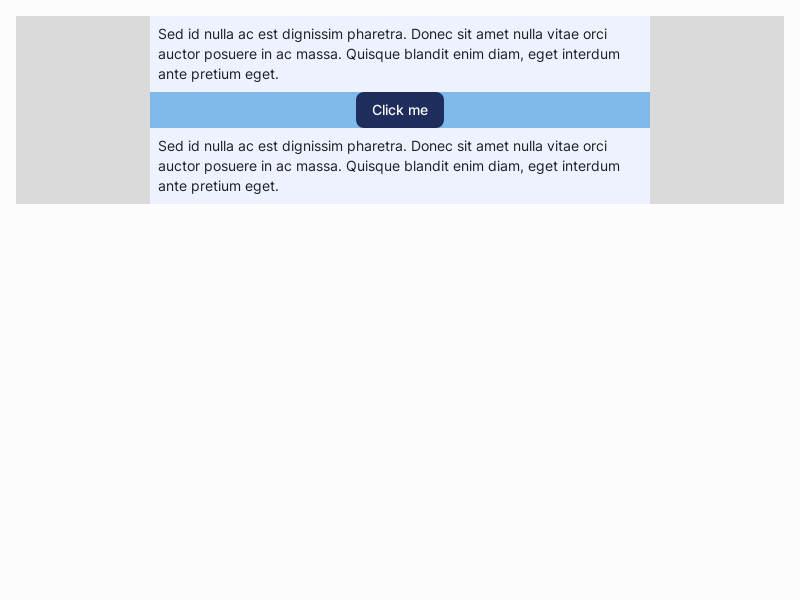 Sed id nulla ac est dignissim pharetra. Donec sit amet nulla vitae orci
auctor posuere in ac massa. Quisque blandit enim diam, eget interdum
ante pretium eget.
Click me
Sed id nulla ac est dignissim pharetra. Donec sit amet nulla vitae orci
auctor posuere in ac massa. Quisque blandit enim diam, eget interdum
ante pretium eget.